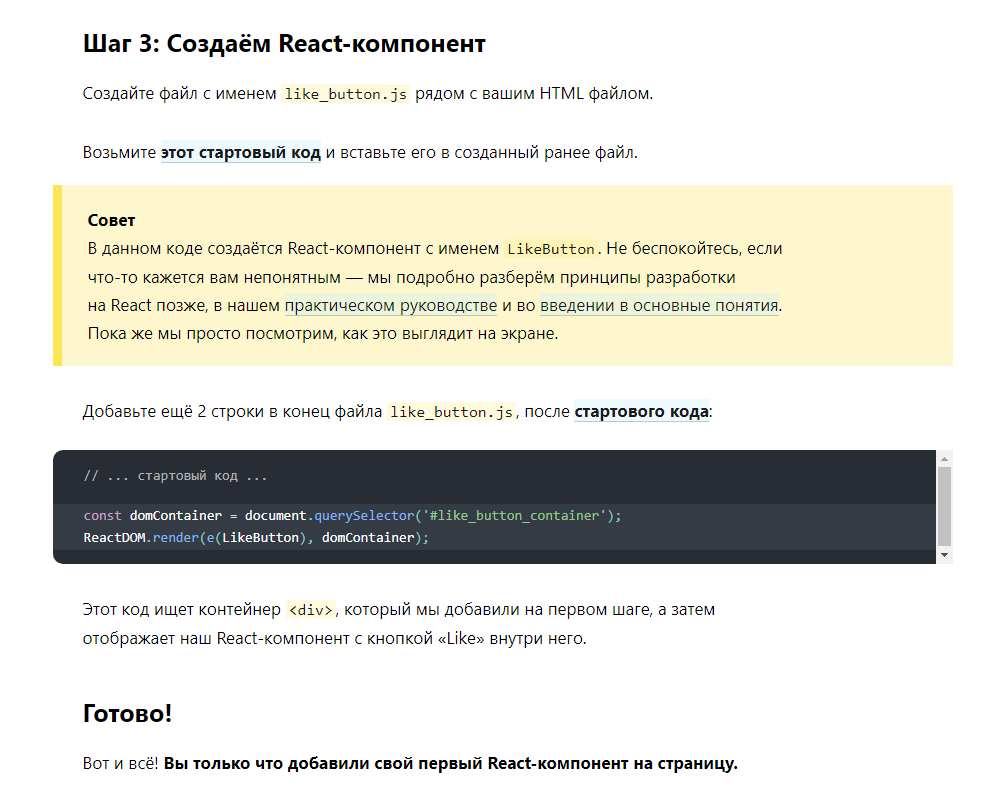 Шаг 3: Создаём React-компонент
Создайте файл с именем like_button.js рядом с вашим HTML файлом.
Возьмите этот стартовый код и вставьте его в созданный ранее файл.
Совет
В данном коде создаётся React-компонент с именем LikeButton. Не беспокойтесь, если
что-то кажется вам непонятным — мы подробно разберём принципы разработки
на React позже, в нашем практическом руководстве и во введении в основные понятия.
Пока же мы просто посмотрим, как это выглядит на экране.
Добавьте ещё 2 строки в конец файла like_button.js, после стартового кода:
// ... стартовый код ...
const domContainer = document.querySelector('#like_button_container');
ReactDOM.render(e(LikeButton), domContainer);
Этот код ищет контейнер <div>, который мы добавили на первом шаге, а затем
отображает наш React-компонент с кнопкой «Like» внутри него.
Готово!
Вот и всё! Вы только что добавили свой первый React-компонент на страницу.